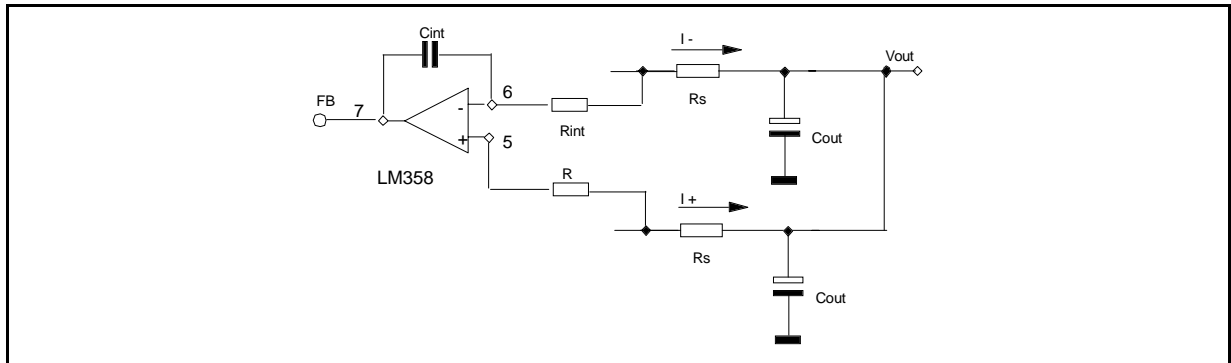 Cint
I -
Vout
FB
7
6
Rs
-
+
5
Rint
Cout
LM358
R
I +
Rs
Cout